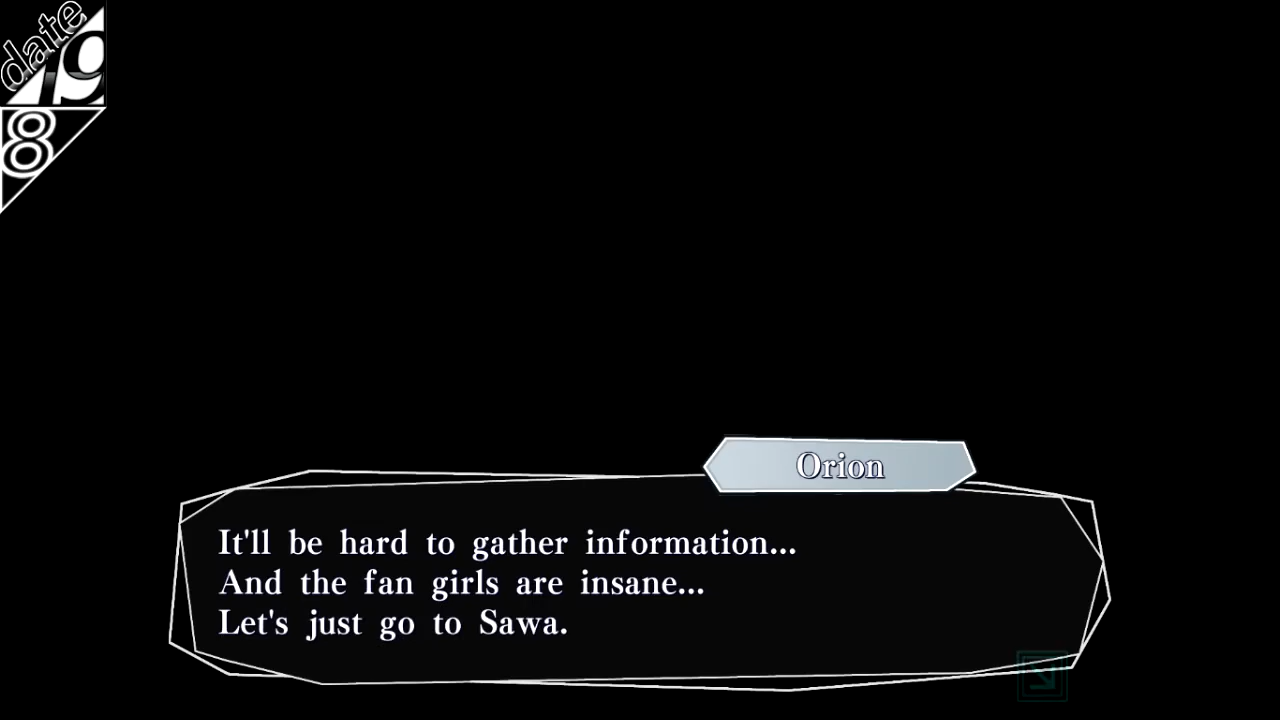 date
19
8
Orion
It'll be hard to gather information...
And the fan girls are insane...
Let's just go to Sawa.